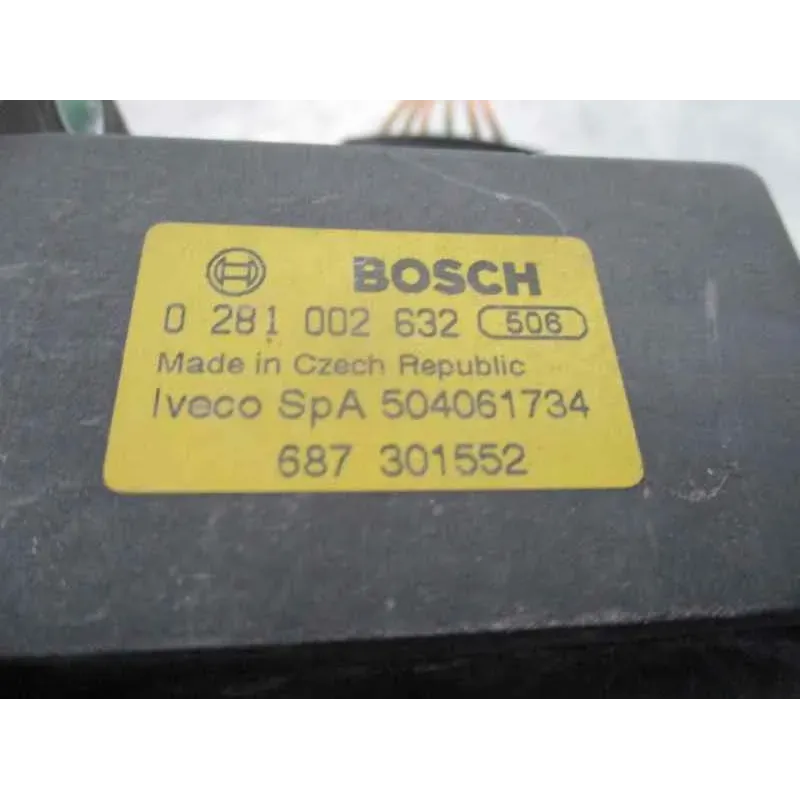 BOSCH
0 281 002 632 506
Made in Czech Republic
Iveco SpA 504061734
687 301552